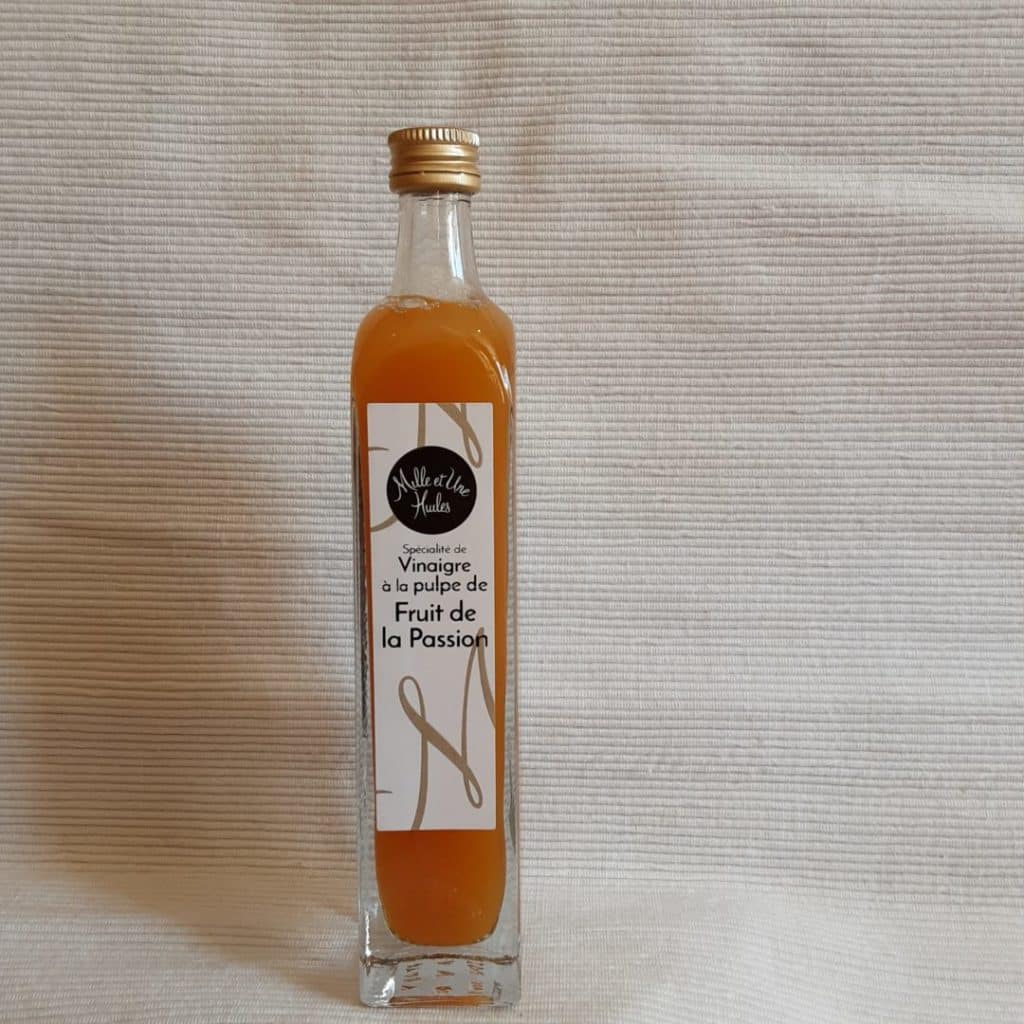 Mille et Une
Huiles
Spécialité de
Vinaigre
à la pulpe de
Fruit de
la Passion